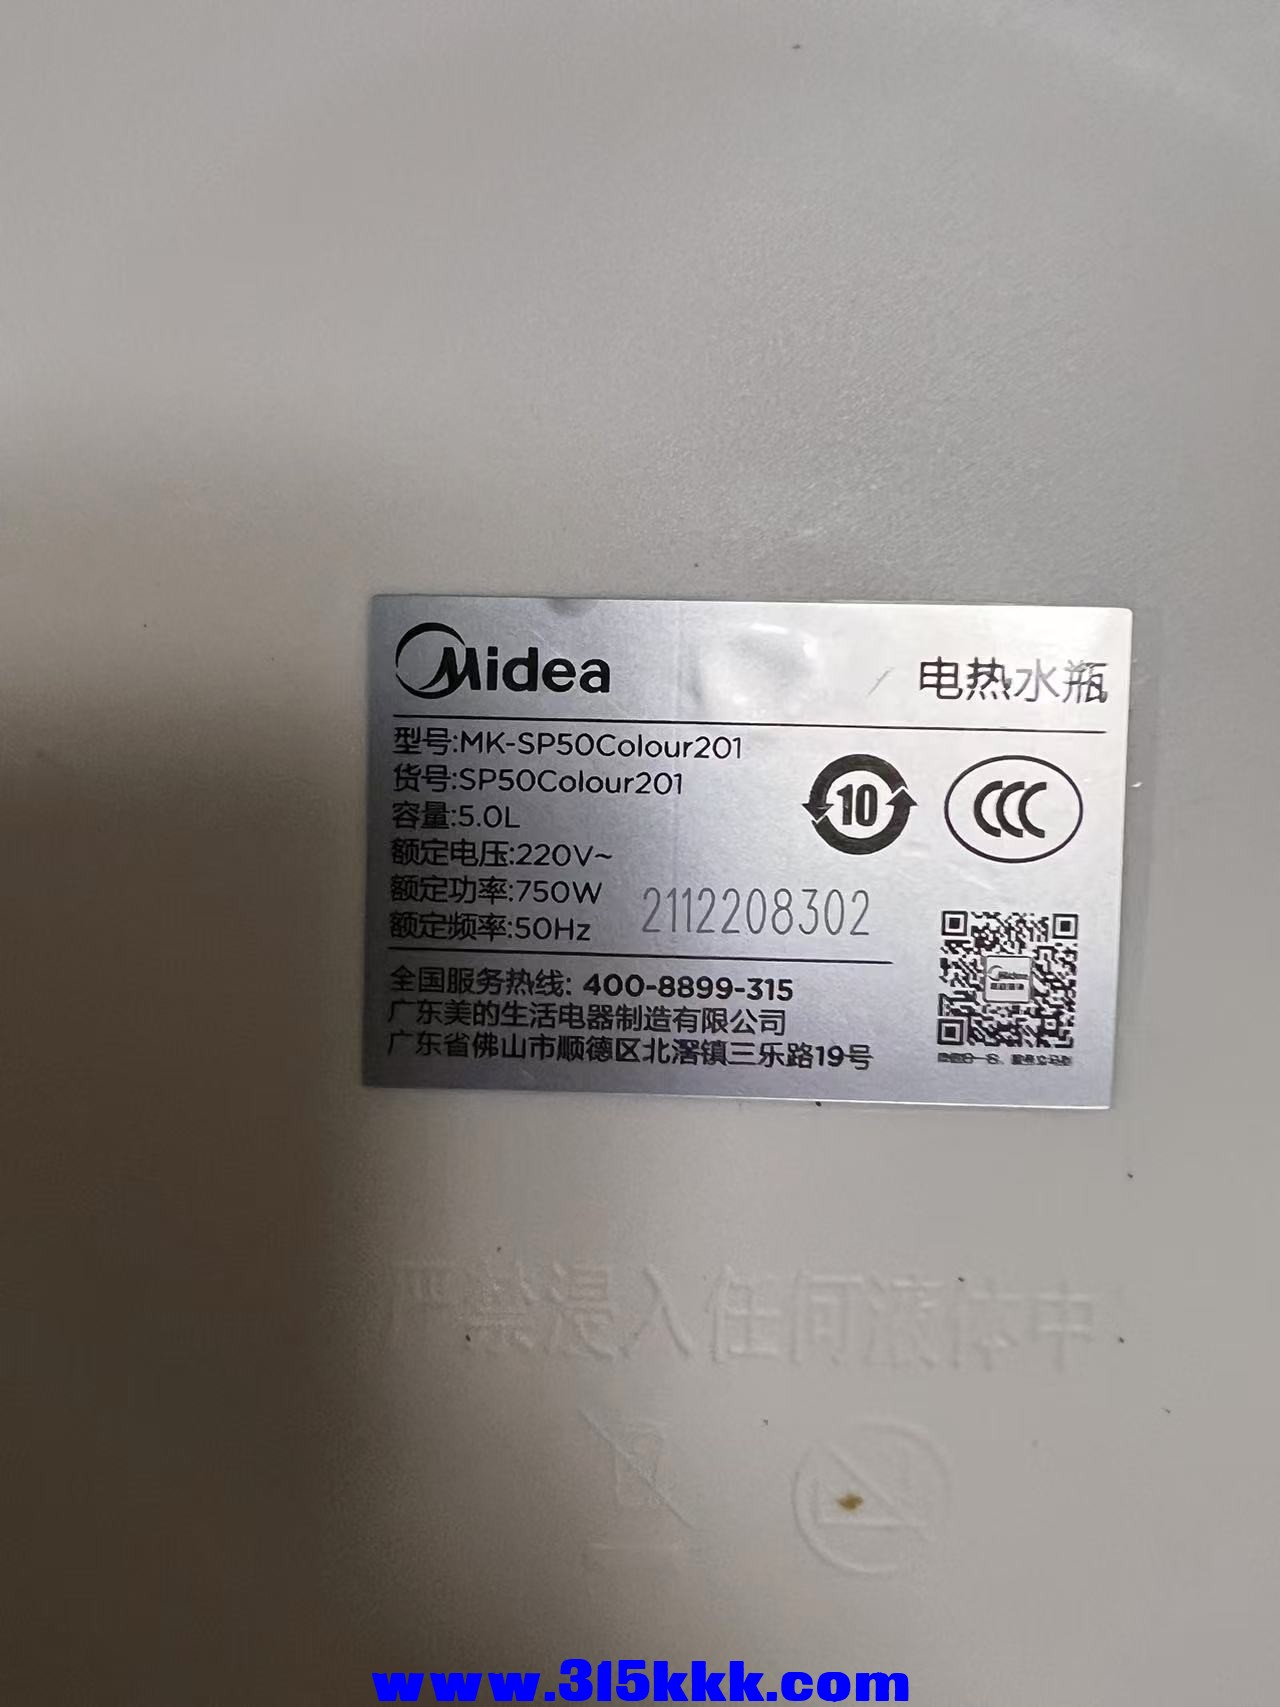 Midea
电热水瓶
型号:MK-SP50Colour201
货号:SP50Colour201
容量:5.0L
额定电压:220V~
额定功率:750W
额定频率:50Hz
10
CCC
2112208302
全国服务热线: 400-8899-315
广东美的生活电器制造有限公司
广东省佛山市顺德区北滘镇三乐路19号
Midea
严禁浸入任何液体中
www.315kkk.com